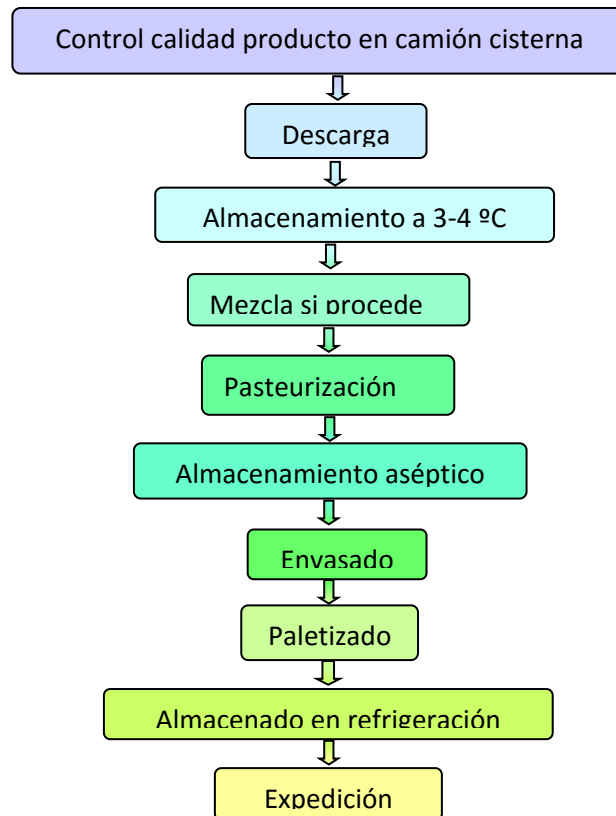 Control calidad producto en camión cisterna
Descarga
Almacenamiento a 3-4 ºC
Mezcla si procede
Pasteurización
Almacenamiento aséptico
Envasado
Paletizado
Almacenado en refrigeración
Expedición